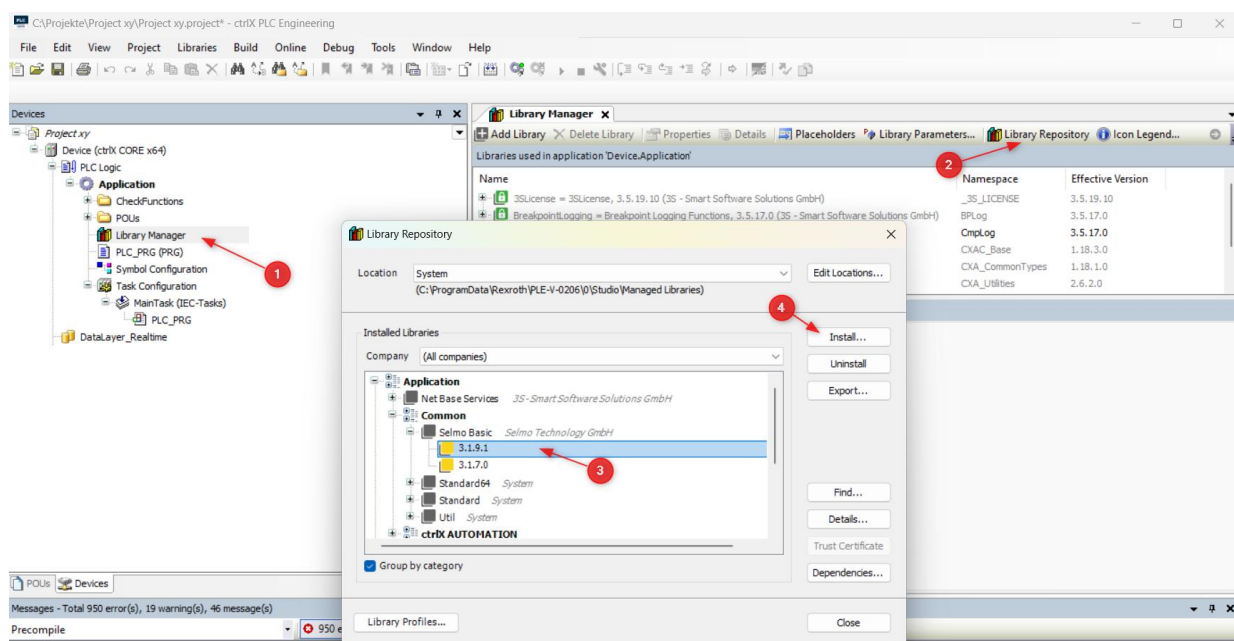 C:\Projekte\Project xy\Project xy.project* - ctrlX PLC Engineering
File Edit View Project Libraries Build Online Debug Tools Window Help
Devices
Project xy
Device (ctrlX CORE x64)
PLC Logic
Application
CheckFunctions
POUs
Library Manager
PLC_PRG (PRG)
Symbol Configuration
Task Configuration
MainTask (IEC-Tasks)
PLC_PRG
DataLayer_Realtime
1
Library Manager
Add Library Delete Library Properties Details Placeholders Library Parameters... Library Repository Icon Legend...
2
Libraries used in application 'Device.Application'
Name Namespace Effective Version
3SLicense = 3SLicense, 3.5.19.10 (3S - Smart Software Solutions GmbH) _3S_LICENSE 3.5.19.10
BreakpointLogging = Breakpoint Logging Functions, 3.5.17.0 (3S - Smart Software Solutions GmbH) BPLog 3.5.17.0
CmpLog 3.5.17.0
CXAC_Base 1.18.3.0
CXA_CommonTypes 1.18.1.0
CXA_Utilities 2.6.2.0
Library Repository
Location System Edit Locations...
(C:\ProgramData\Rexroth\PLE-V-0206\0\Studio\Managed Libraries)
4
Installed Libraries
Company (All companies)
Application
Net Base Services 3S-Smart Software Solutions GmbH
Common
Selmo Basic Selmo Technology GmbH
3.1.9.1
3.1.7.0
3
Standard64 System
Standard System
Util System
ctrlX AUTOMATION
Group by category
Install...
Uninstall
Export...
Find...
Details...
Trust Certificate
Dependencies...
Library Profiles... Close
POUs Devices
Messages - Total 950 error(s), 19 warning(s), 46 message(s)
Precompile 950 e